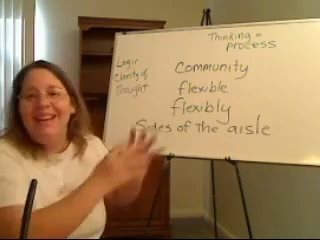 Thinking =
process
Logic
Clarity of
Thought
Community
flexible
flexibly
Sides of the aisle